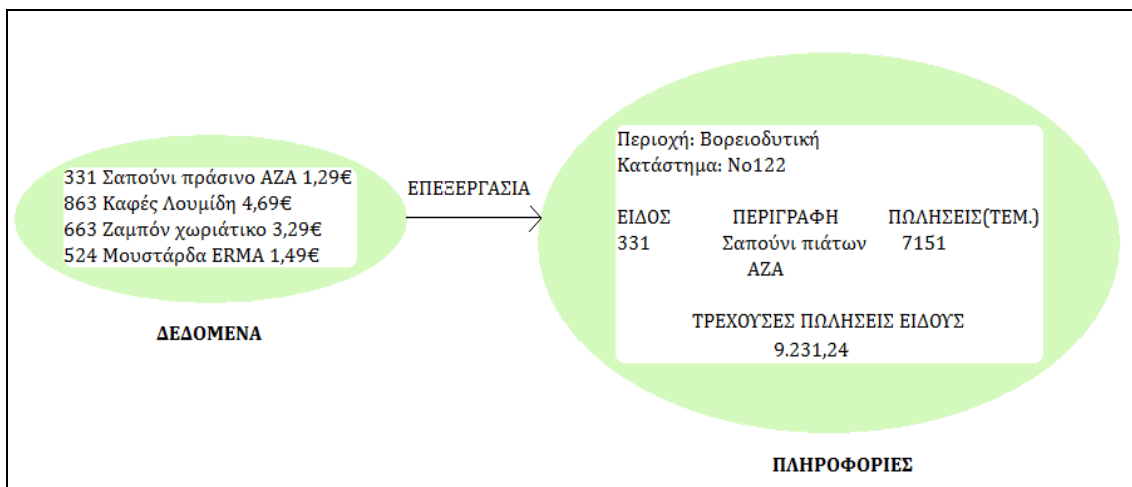 331 Σαπούνι πράσινο ΑΖΑ 1,29€
863 Καφές Λουμίδη 4,69€
663 Ζαμπόν χωριάτικο 3,29€
524 Μουστάρδα ERMA 1,49€
ΔΕΔΟΜΕΝΑ
ΕΠΕΞΕΡΓΑΣΙΑ
Περιοχή: Βορειοδυτική
Κατάστημα: Νο122
ΕΙΔΟΣ ΠΕΡΙΓΡΑΦΗ ΠΩΛΗΣΕΙΣ(ΤΕΜ.)
331 Σαπούνι πιάτων 7151
ΑΖΑ
ΤΡΕΧΟΥΣΕΣ ΠΩΛΗΣΕΙΣ ΕΙΔΟΥΣ
9.231,24
ΠΛΗΡΟΦΟΡΙΕΣ